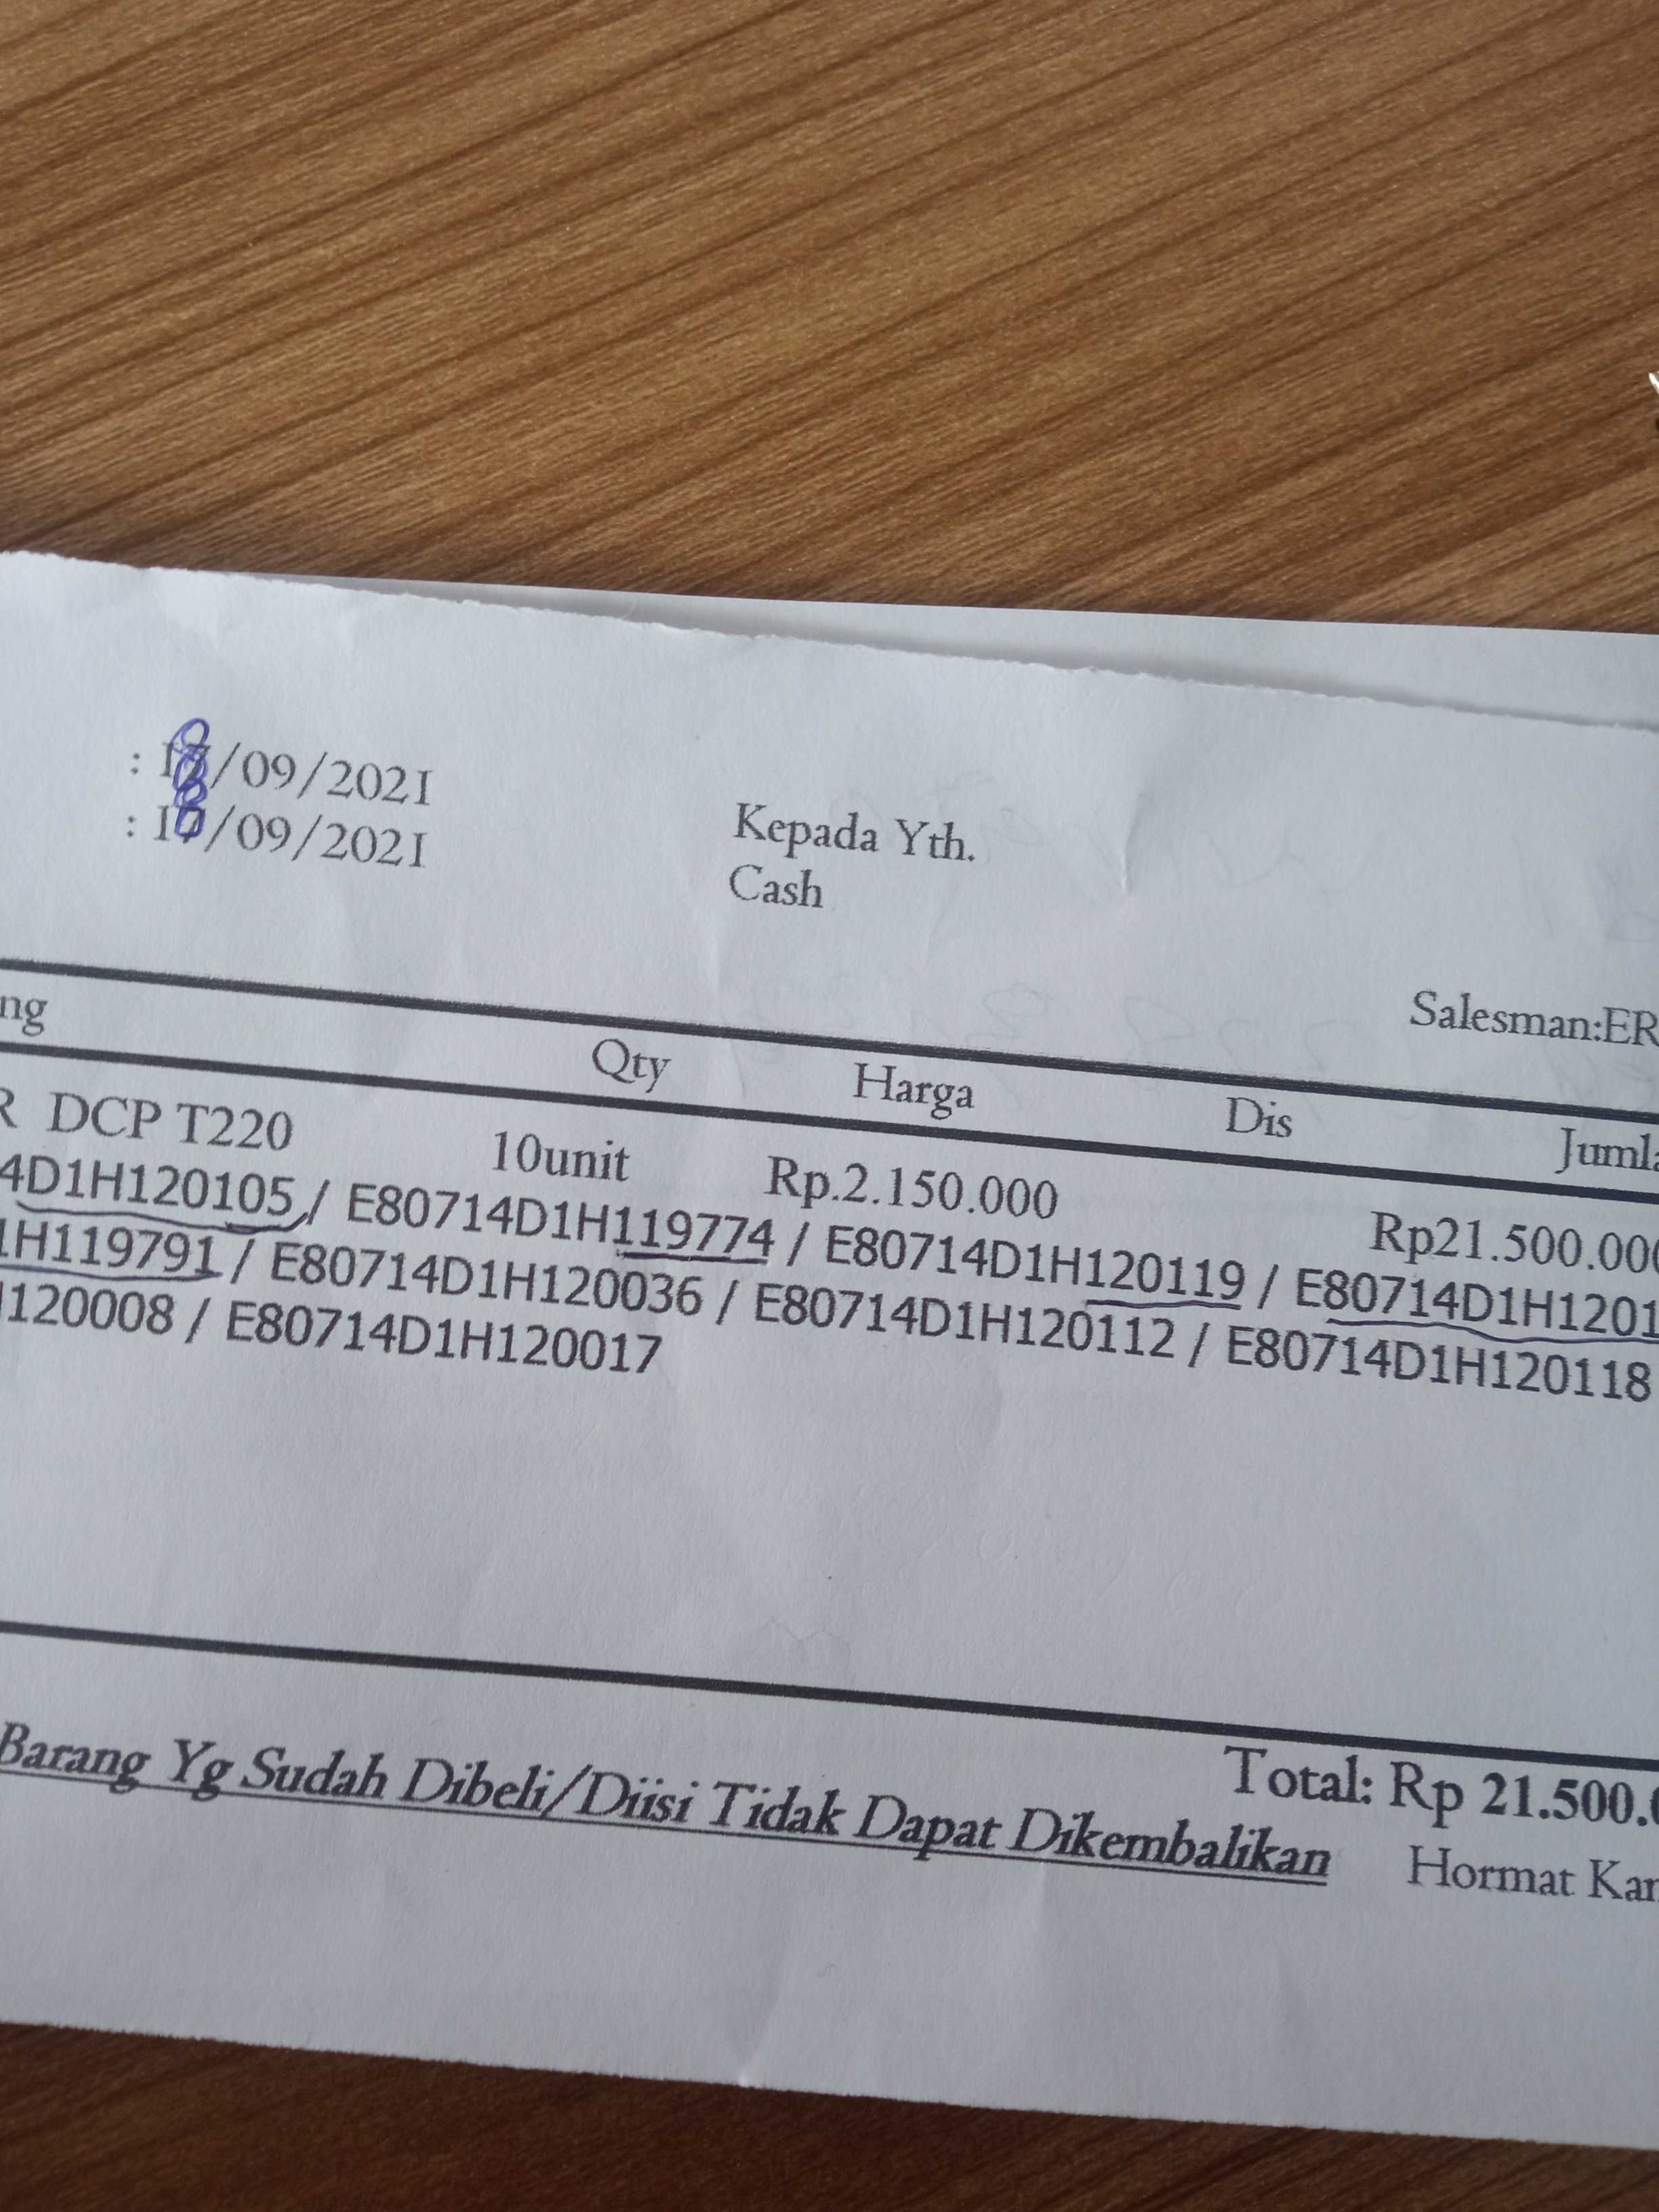 /09/2021
/09/2021
Kepada Yth.
Cash
Salesman:ER
ng Qty Harga Dis Jumla
R DCP T220 10unit Rp.2.150.000 Rp21.500.00
4D1H120105 / E80714D1H119774 / E80714D1H120119 / E80714D1H1201
1H119791 / E80714D1H120036 / E80714D1H120112 / E80714D1H120118
120008 / E80714D1H120017
Total: Rp 21.500.
Barang Yg Sudah Dibeli/Diisi Tidak Dapat Dikembalikan
Hormat Kam